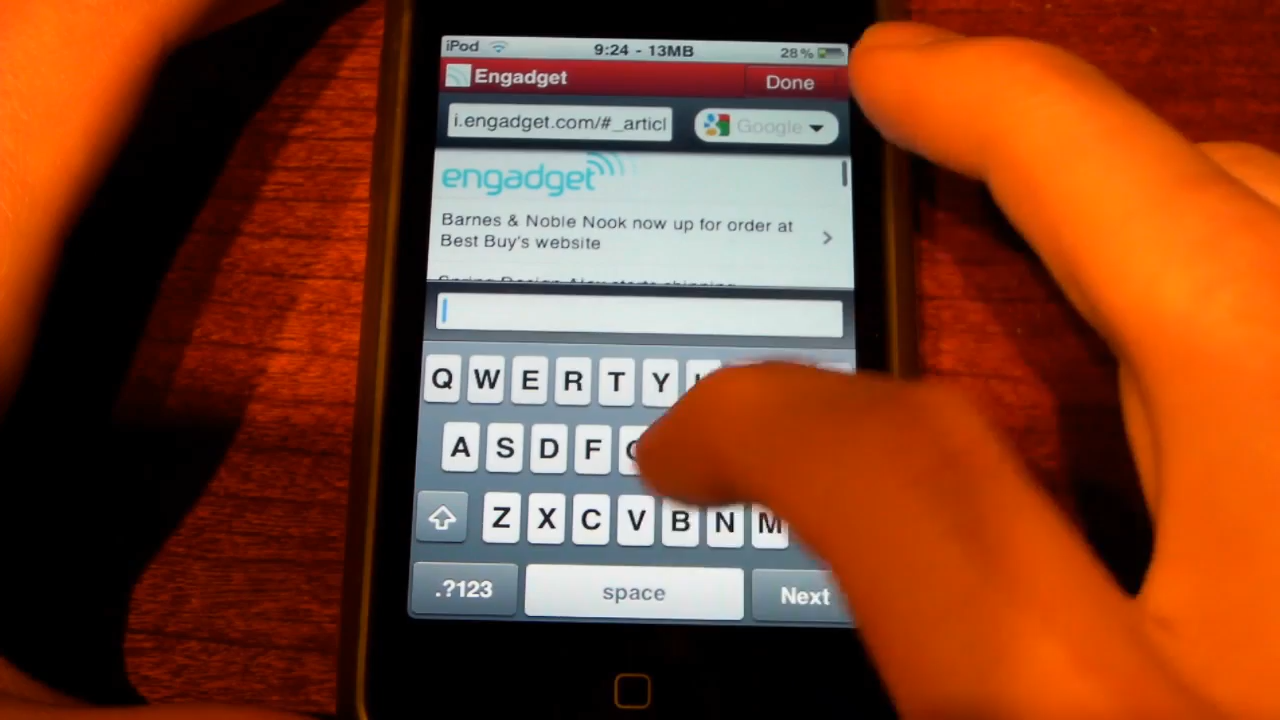 iPod 9:24 - 13MB 28%
Engadget Done
i.engadget.com/#_articl Google
engadget
Barnes & Noble Nook now up for order at
Best Buy's website
Q W E R T Y
A S D F
Z X C V B N M
.?123 space Next